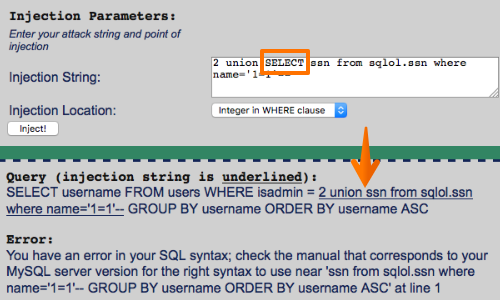 Injection Parameters:
Enter your attack string and point of
injection
Injection String:
2 union SELECT ssn from sqlol.ssn where
name='1=1'--
Injection Location:
Integer in WHERE clause
Inject!
Query (injection string is underlined):
SELECT username FROM users WHERE isadmin = 2 union ssn from sqlol.ssn
where name='1=1'-- GROUP BY username ORDER BY username ASC
Error:
You have an error in your SQL syntax; check the manual that corresponds to your
MySQL server version for the right syntax to use near 'ssn from sqlol.ssn where
name='1=1'-- GROUP BY username ORDER BY username ASC' at line 1